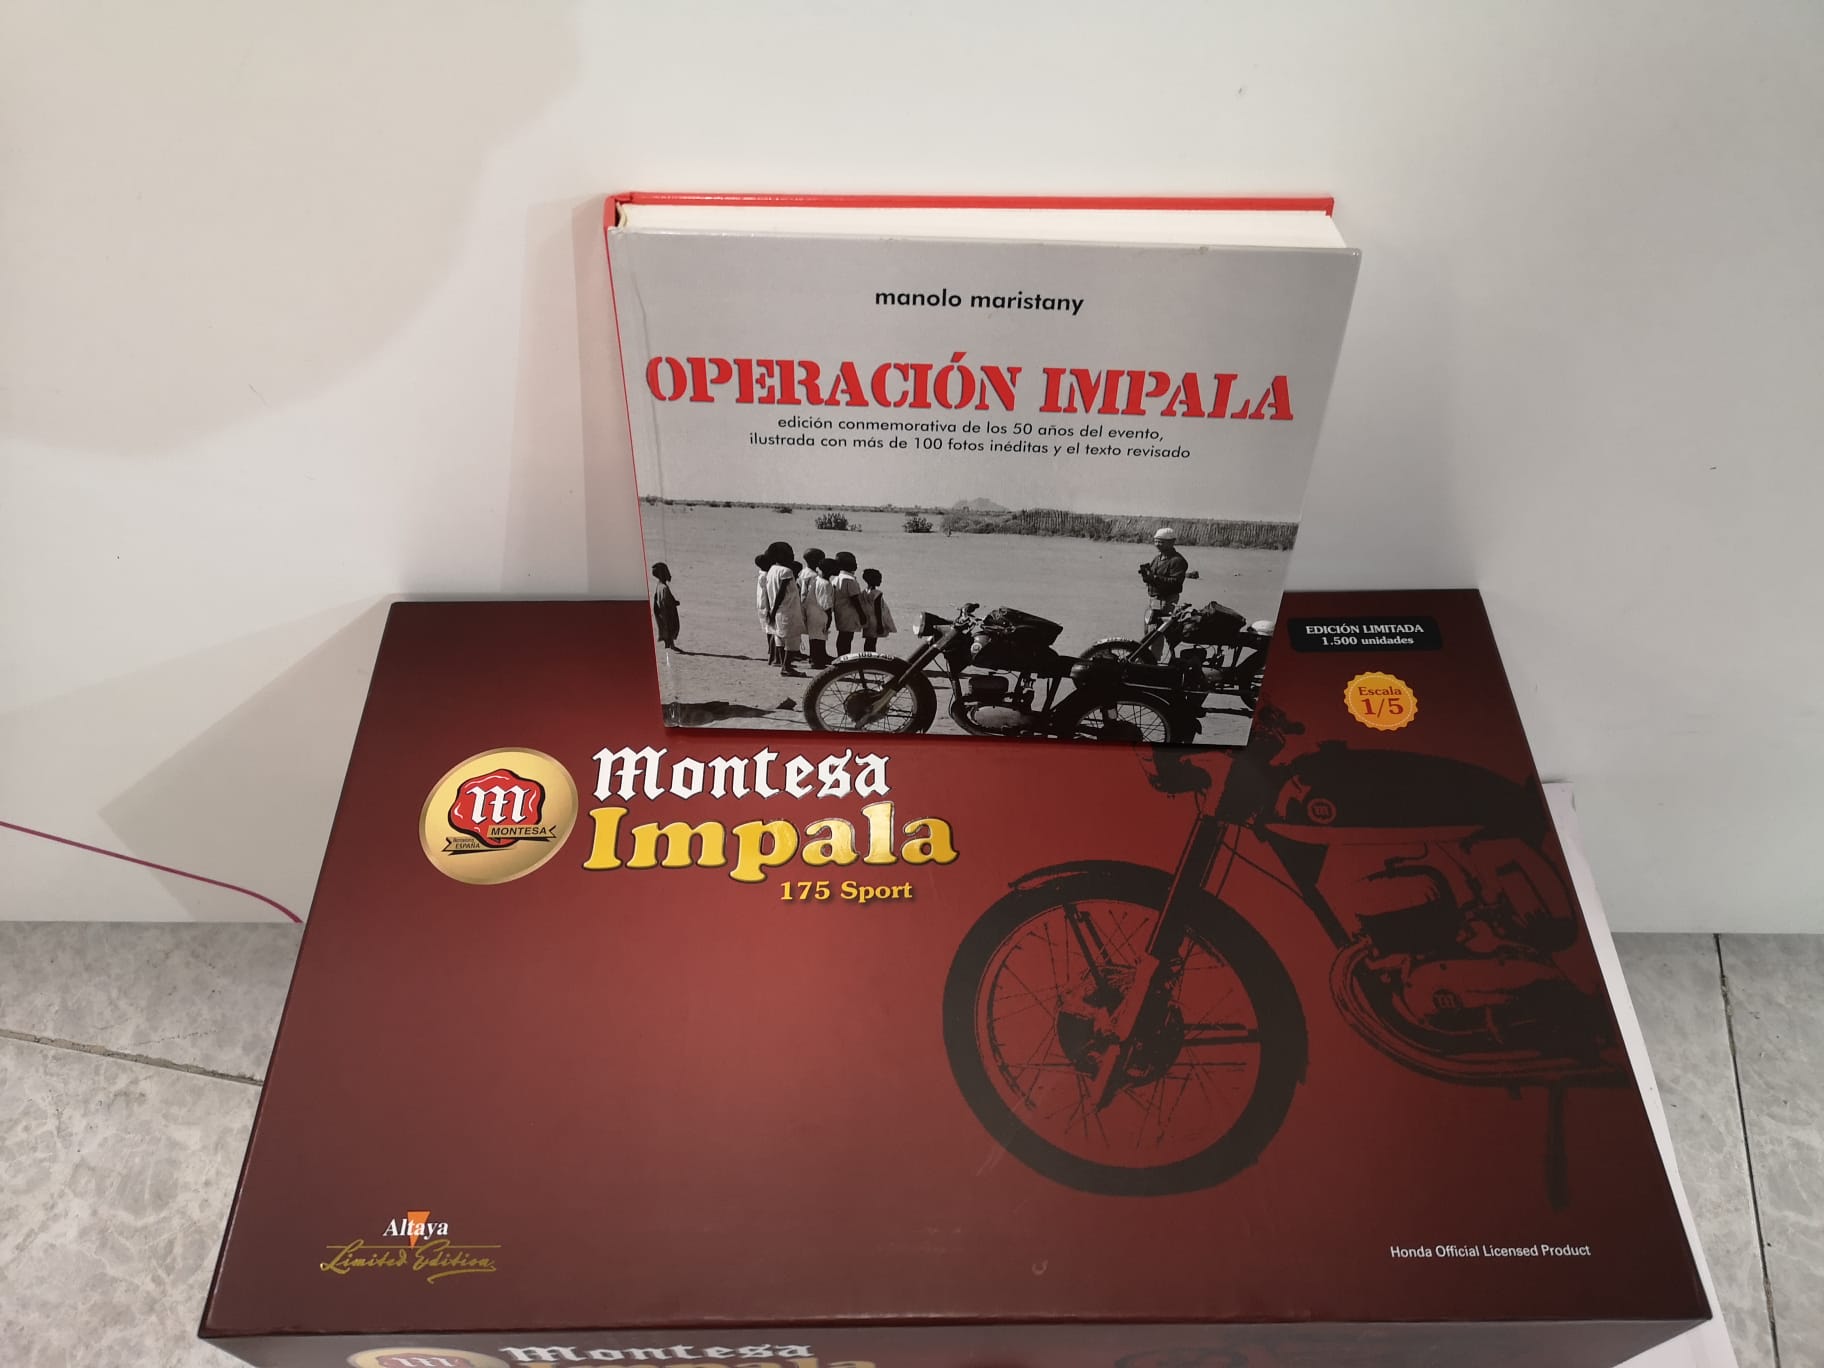 manolo maristany
OPERACIÓN IMPALA
edición conmemorativa de los 50 años del evento,
ilustrada con más de 100 fotos inéditas y el texto revisado
EDICIÓN LIMITADA
1.500 unidades
Escala
1/5
M
MONTESA
ESPAÑA
Montesa
Impala
175 Sport
Altaya
Limited Edition
Honda Official Licensed Product
Montesa
Impala